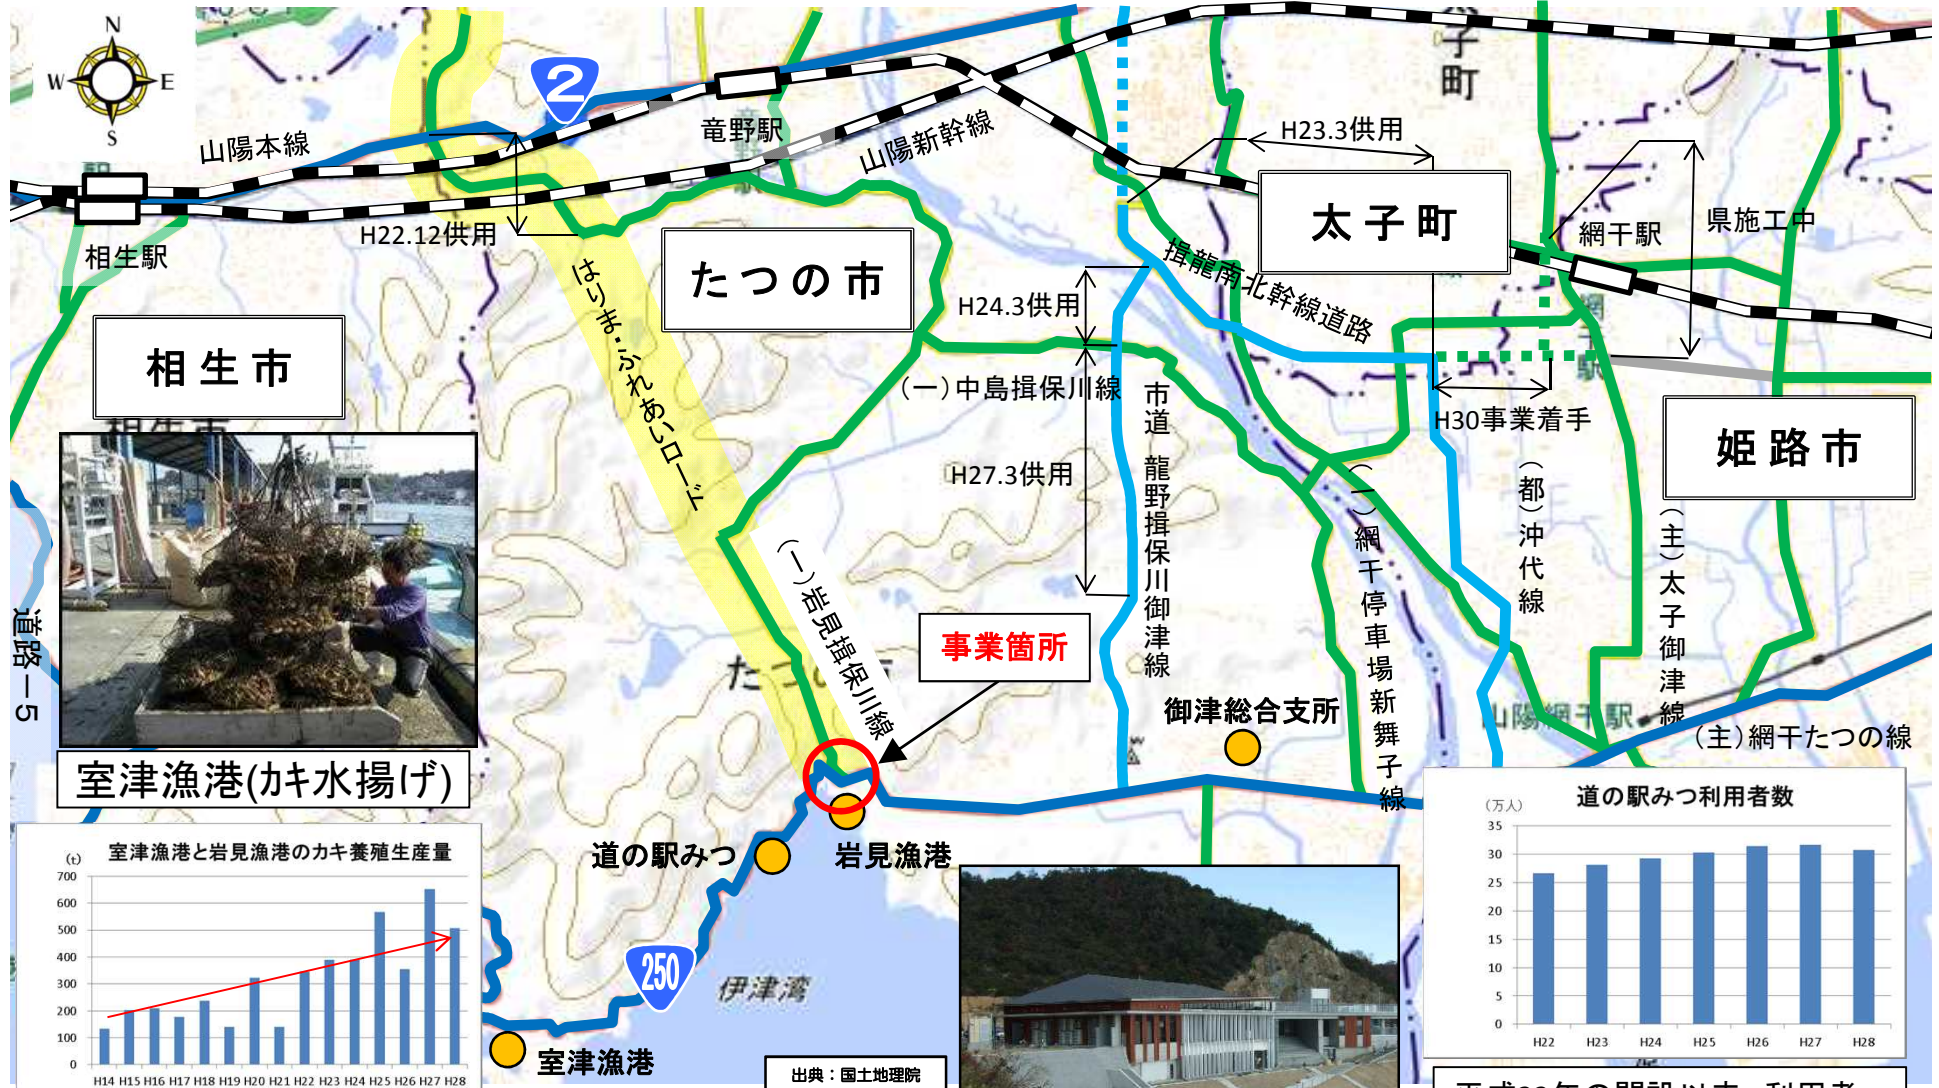 N
W E
S
山陽本線
2
竜野駅
山陽新幹線
H23.3供用
子町
太子町
網干駅
県施工中
相生駅
H22.12供用
たつの市
はりま・ふれあいロード
H24.3供用
揖龍南北幹線道路
相生市
(一)中島揖保川線
H30事業着手
姫路市
H27.3供用
市道 龍野揖保川御津線
(一)網干停車場新舞子線
(都)沖代線
(主)太子御津線
(一)岩見揖保川線
事業箇所
道路-5
御津総合支所
山陽網干駅
(主)網干たつの線
室津漁港(カキ水揚げ)
道の駅みつ
岩見漁港
250
伊津湾
室津漁港
出典:国土地理院
室津漁港と岩見漁港のカキ養殖生産量
(t)
700
600
500
400
300
200
100
0
H14 H15 H16 H17 H18 H19 H20 H21 H22 H23 H24 H25 H26 H27 H28
道の駅みつ利用者数
(万人)
35
30
25
20
15
10
5
0
H22 H23 H24 H25 H26 H27 H28